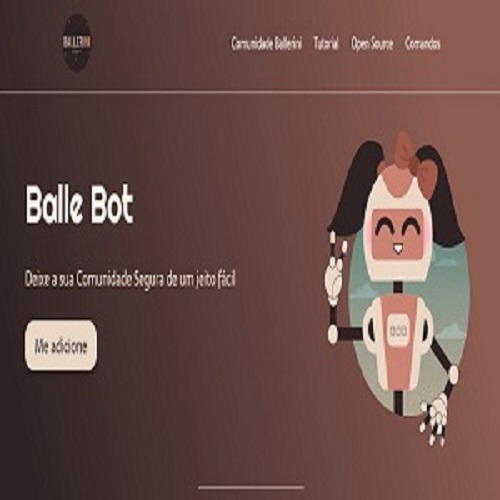 BALLERINI
Comunidade Ballerini Tutorial Open Source Comandos
Balle Bot
Deixe a sua Comunidade Segura de um jeito fácil
Me adicione